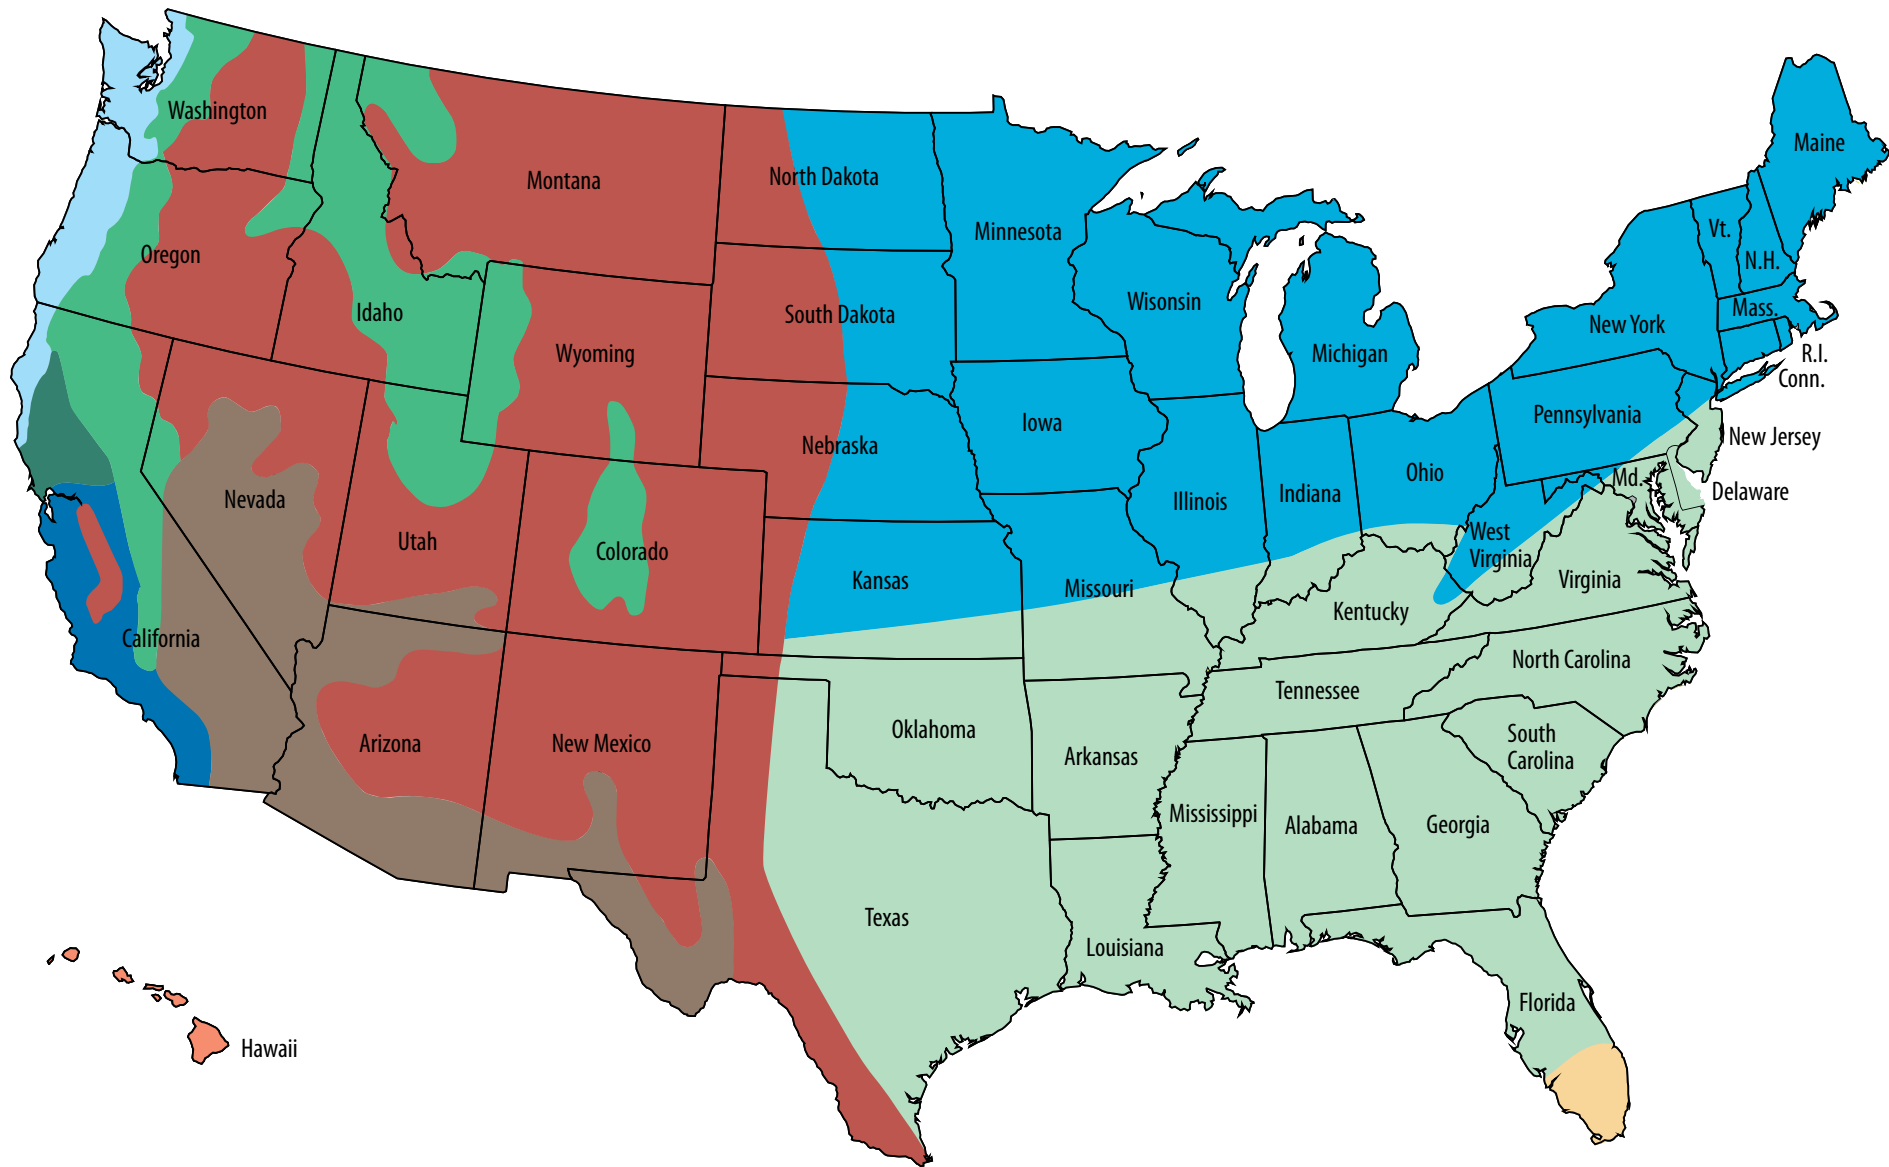 Washington
Montana
North Dakota
Minnesota
Maine
Vt.
N.H.
Oregon
Idaho
South Dakota
Wisonsin
Mass.
New York
Wyoming
Michigan
R.I.
Conn.
Nebraska
Iowa
Pennsylvania
New Jersey
Nevada
Illinois
Indiana
Ohio
Md.
Delaware
Utah
Colorado
Kansas
Missouri
West
Virginia
Virginia
California
Kentucky
North Carolina
Tennessee
Arizona
New Mexico
Oklahoma
Arkansas
South
Carolina
Mississippi
Alabama
Georgia
Texas
Louisiana
Florida
Hawaii